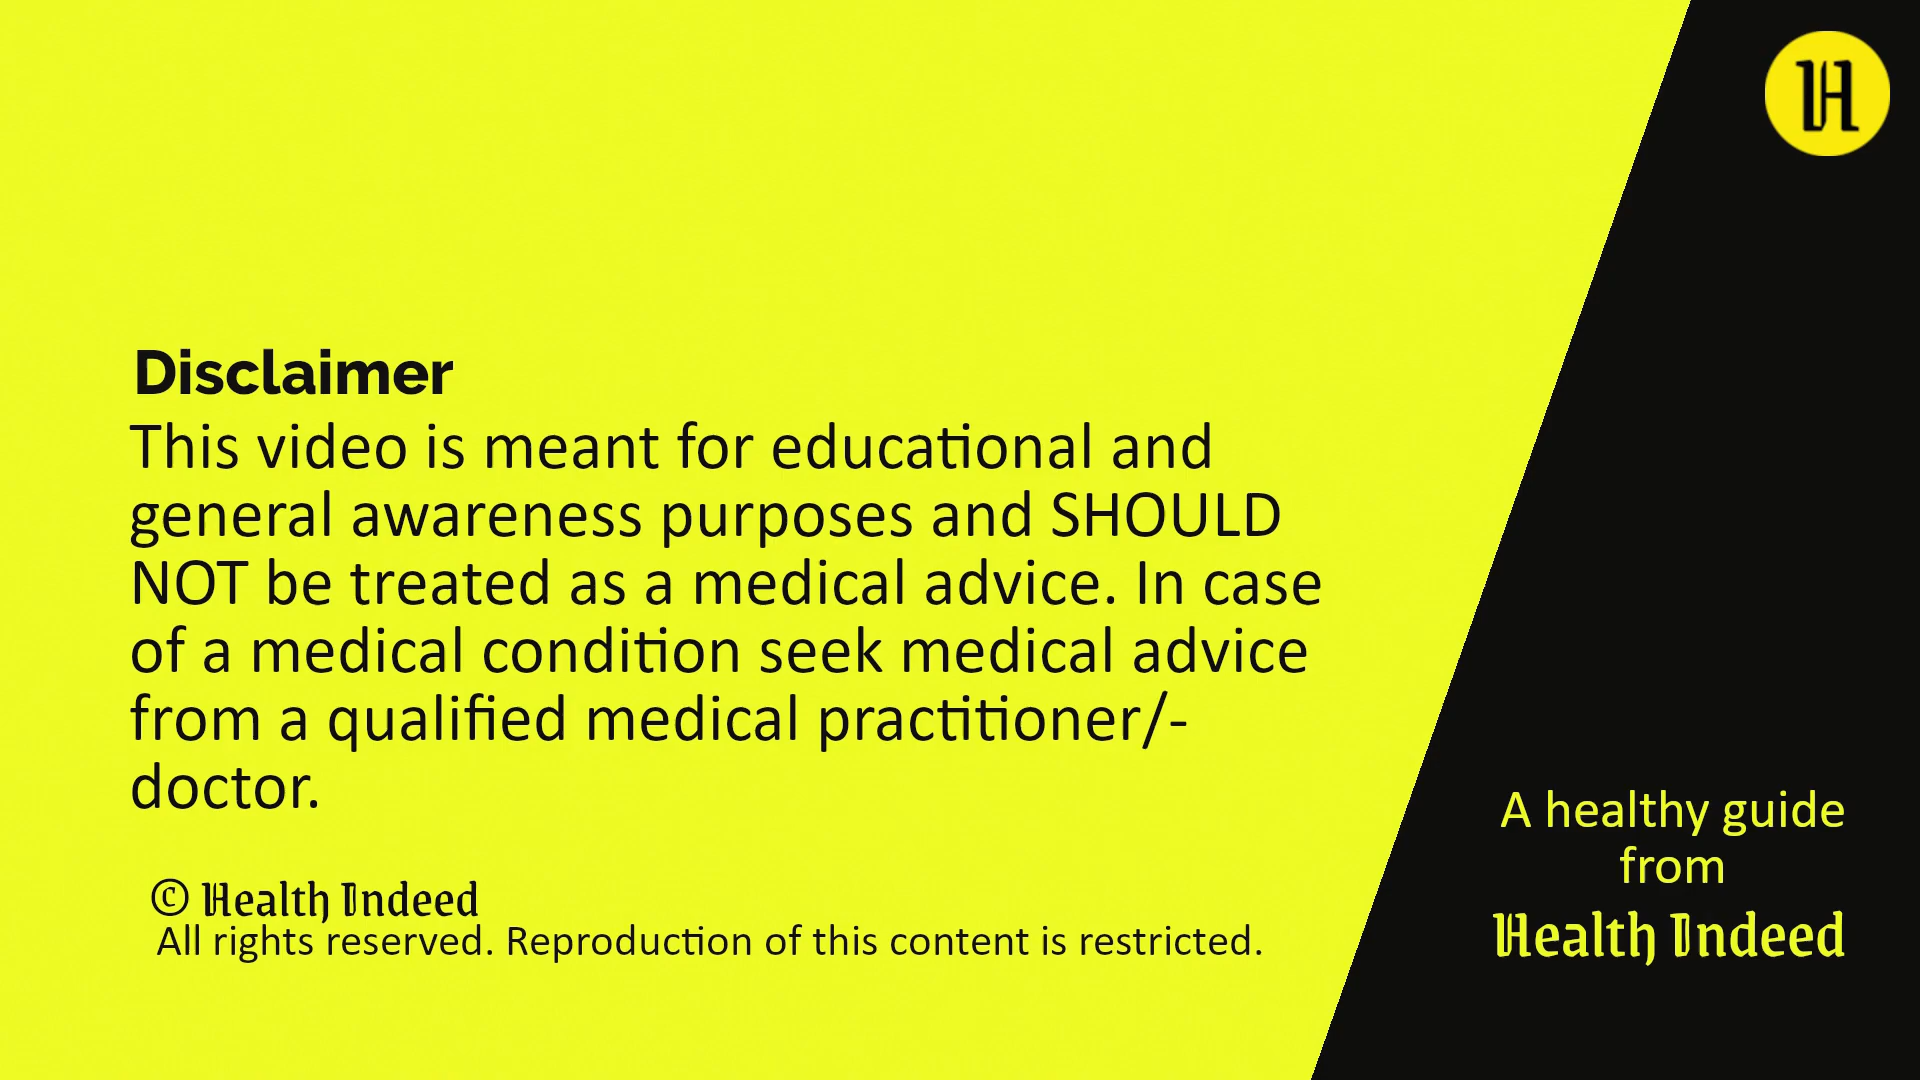 H
Disclaimer
This video is meant for educational and
general awareness purposes and SHOULD
NOT be treated as a medical advice. In case
of a medical condition seek medical advice
from a qualified medical practitioner/-
doctor.
© Health Indeed
All rights reserved. Reproduction of this content is restricted.
A healthy guide
from
Health Indeed